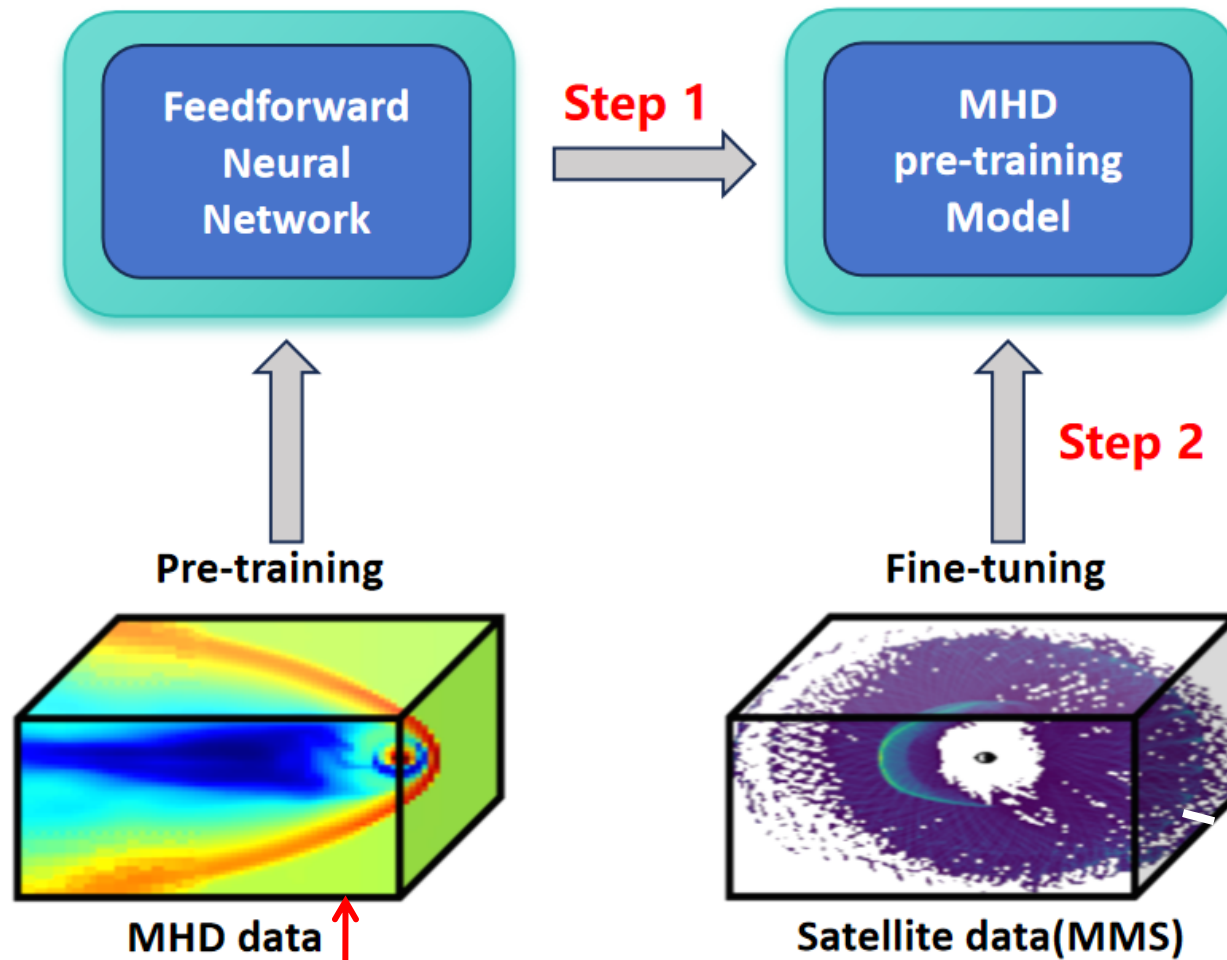 Feedforward
Neural
Network
Step 1
MHD
pre-training
Model
Step 2
Pre-training
Fine-tuning
MHD data
Satellite data(MMS)